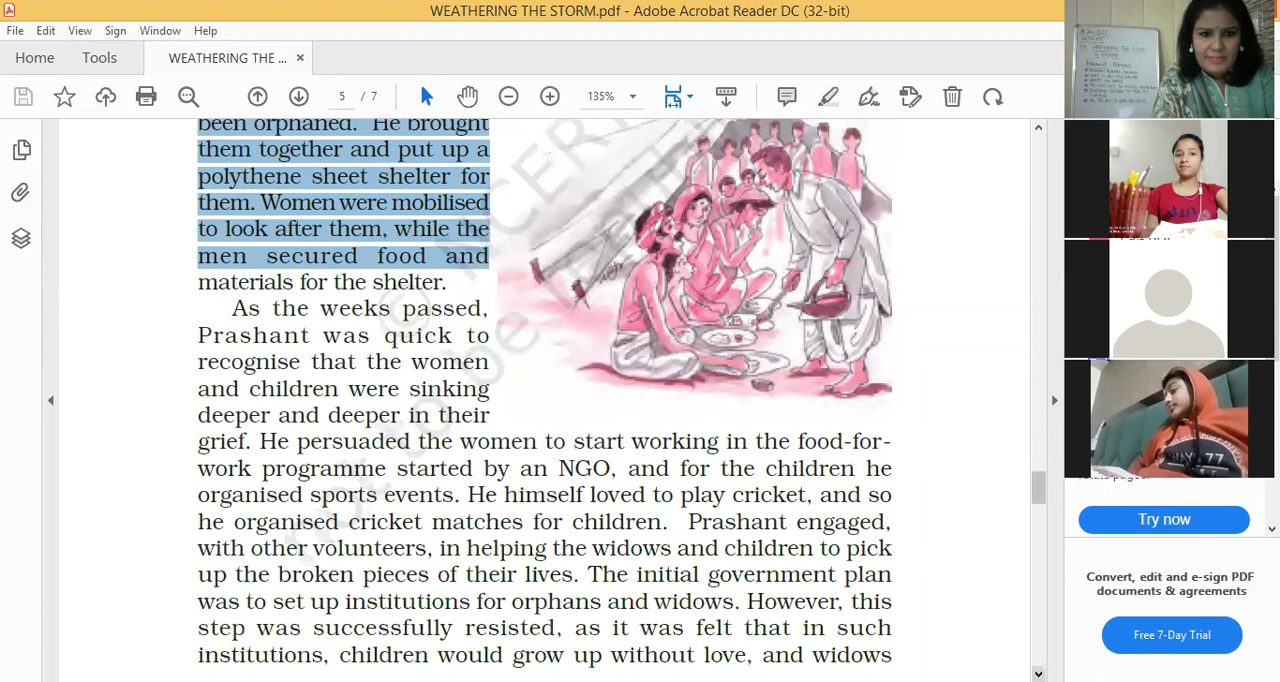 WEATHERING THE STORM.pdf - Adobe Acrobat Reader DC (32-bit)
File Edit View Sign Window Help
Home Tools WEATHERING THE ... ×
5 / 7 135%
been orphaned. He brought
them together and put up a
polythene sheet shelter for
them. Women were mobilised
to look after them, while the
men secured food and
materials for the shelter.
As the weeks passed,
Prashant was quick to
recognise that the women
and children were sinking
deeper and deeper in their
grief. He persuaded the women to start working in the food-for-
work programme started by an NGO, and for the children he
organised sports events. He himself loved to play cricket, and so
he organised cricket matches for children. Prashant engaged,
with other volunteers, in helping the widows and children to pick
up the broken pieces of their lives. The initial government plan
was to set up institutions for orphans and widows. However, this
step was successfully resisted, as it was felt that in such
institutions, children would grow up without love, and widows
© NCERT
not to be
77
Try now
Convert, edit and e-sign PDF
documents & agreements
Free 7-Day Trial